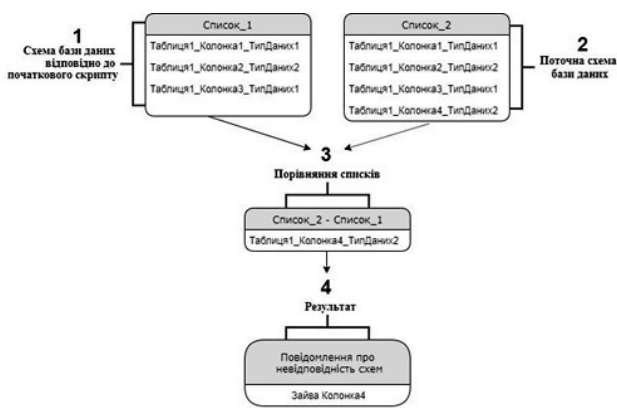 1
Схема бази даних
відповідно до
початкового скрипту
Список_1
Таблиця1_Колонка1_ТипДаних1
Таблиця1_Колонка2_ТипДаних2
Таблиця1_Колонка3_ТипДаних1
Список_2
Таблиця1_Колонка1_ТипДаних1
Таблиця1_Колонка2_ТипДаних2
Таблиця1_Колонка3_ТипДаних1
Таблиця1_Колонка4_ТипДаних2
2
Поточна схема
бази даних
3
Порівняння списків
Список_2 - Список_1
Таблиця1_Колонка4_ТипДаних2
4
Результат
Повідомлення про
невідповідність схем
Зайва Колонка4